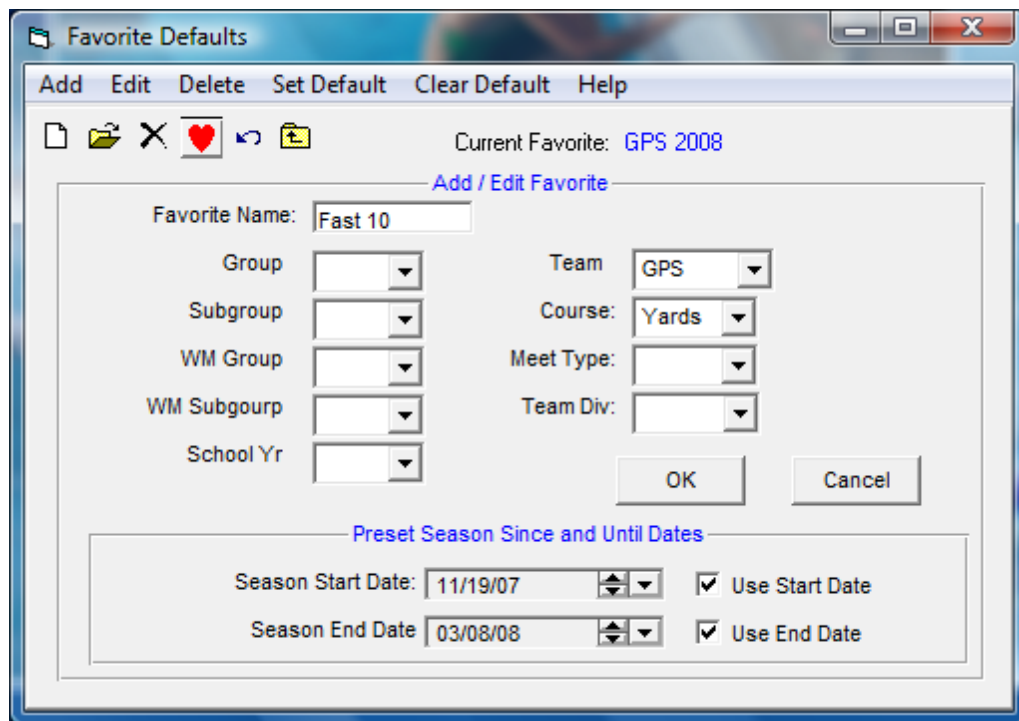 Favorite Defaults
Add Edit Delete Set Default Clear Default Help
Current Favorite: GPS 2008
Add / Edit Favorite
Favorite Name: Fast 10
Group Team GPS
Subgroup Course: Yards
WM Group Meet Type:
WM Subgourp Team Div:
School Yr
OK Cancel
Preset Season Since and Until Dates
Season Start Date: 11/19/07 Use Start Date
Season End Date 03/08/08 Use End Date